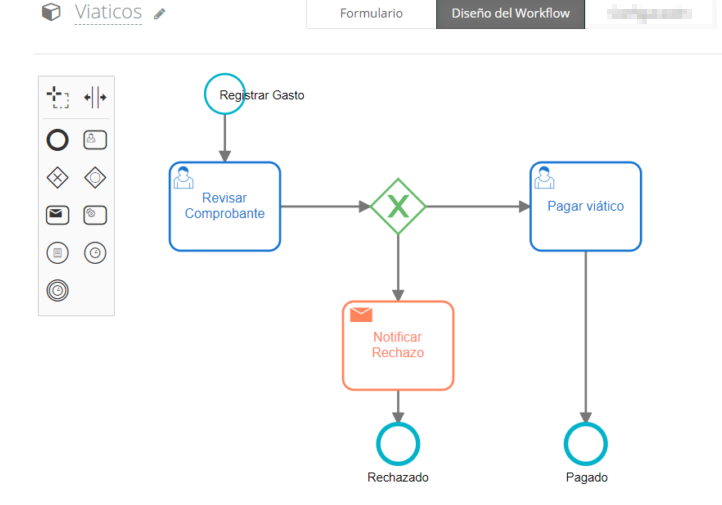 Viaticos
Formulario
Diseño del Workflow
Registrar Gasto
Revisar
Comprobante
X
Pagar viático
Notificar
Rechazo
Rechazado
Pagado